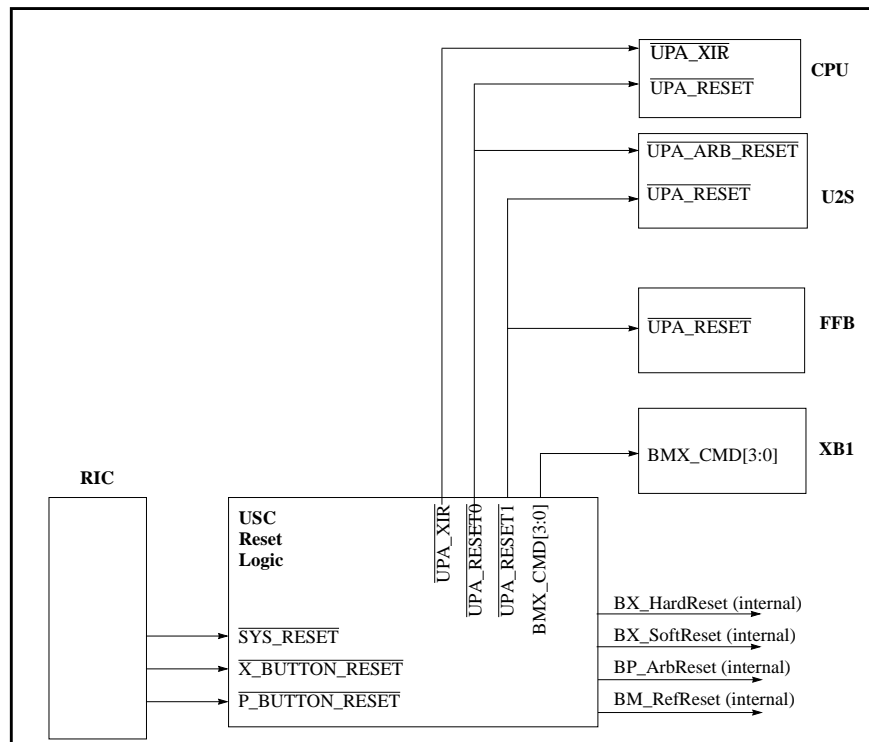 UPA_XIR
CPU
UPA_RESET
UPA_ARB_RESET
UPA_RESET
U2S
UPA_RESET
FFB
BMX_CMD[3:0]
XB1
RIC
USC
Reset
Logic
UPA_XIR
UPA_RESET0
UPA_RESET1
BMX_CMD[3:0]
BX_HardReset (internal)
SYS_RESET
BX_SoftReset (internal)
X_BUTTON_RESET
BP_ArbReset (internal)
P_BUTTON_RESET
BM_RefReset (internal)